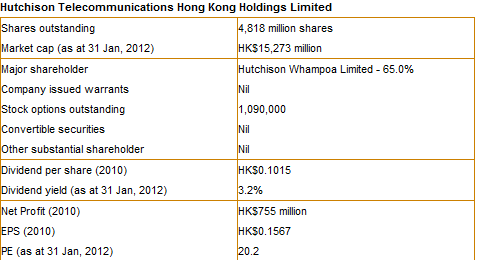 Hutchison Telecommunications Hong Kong Holdings Limited
Shares outstanding 4,818 million shares
Market cap (as at 31 Jan, 2012) HK$15,273 million
Major shareholder Hutchison Whampoa Limited - 65.0%
Company issued warrants Nil
Stock options outstanding 1,090,000
Convertible securities Nil
Other substantial shareholder Nil
Dividend per share (2010) HK$0.1015
Dividend yield (as at 31 Jan, 2012) 3.2%
Net Profit (2010) HK$755 million
EPS (2010) HK$0.1567
PE (as at 31 Jan, 2012) 20.2